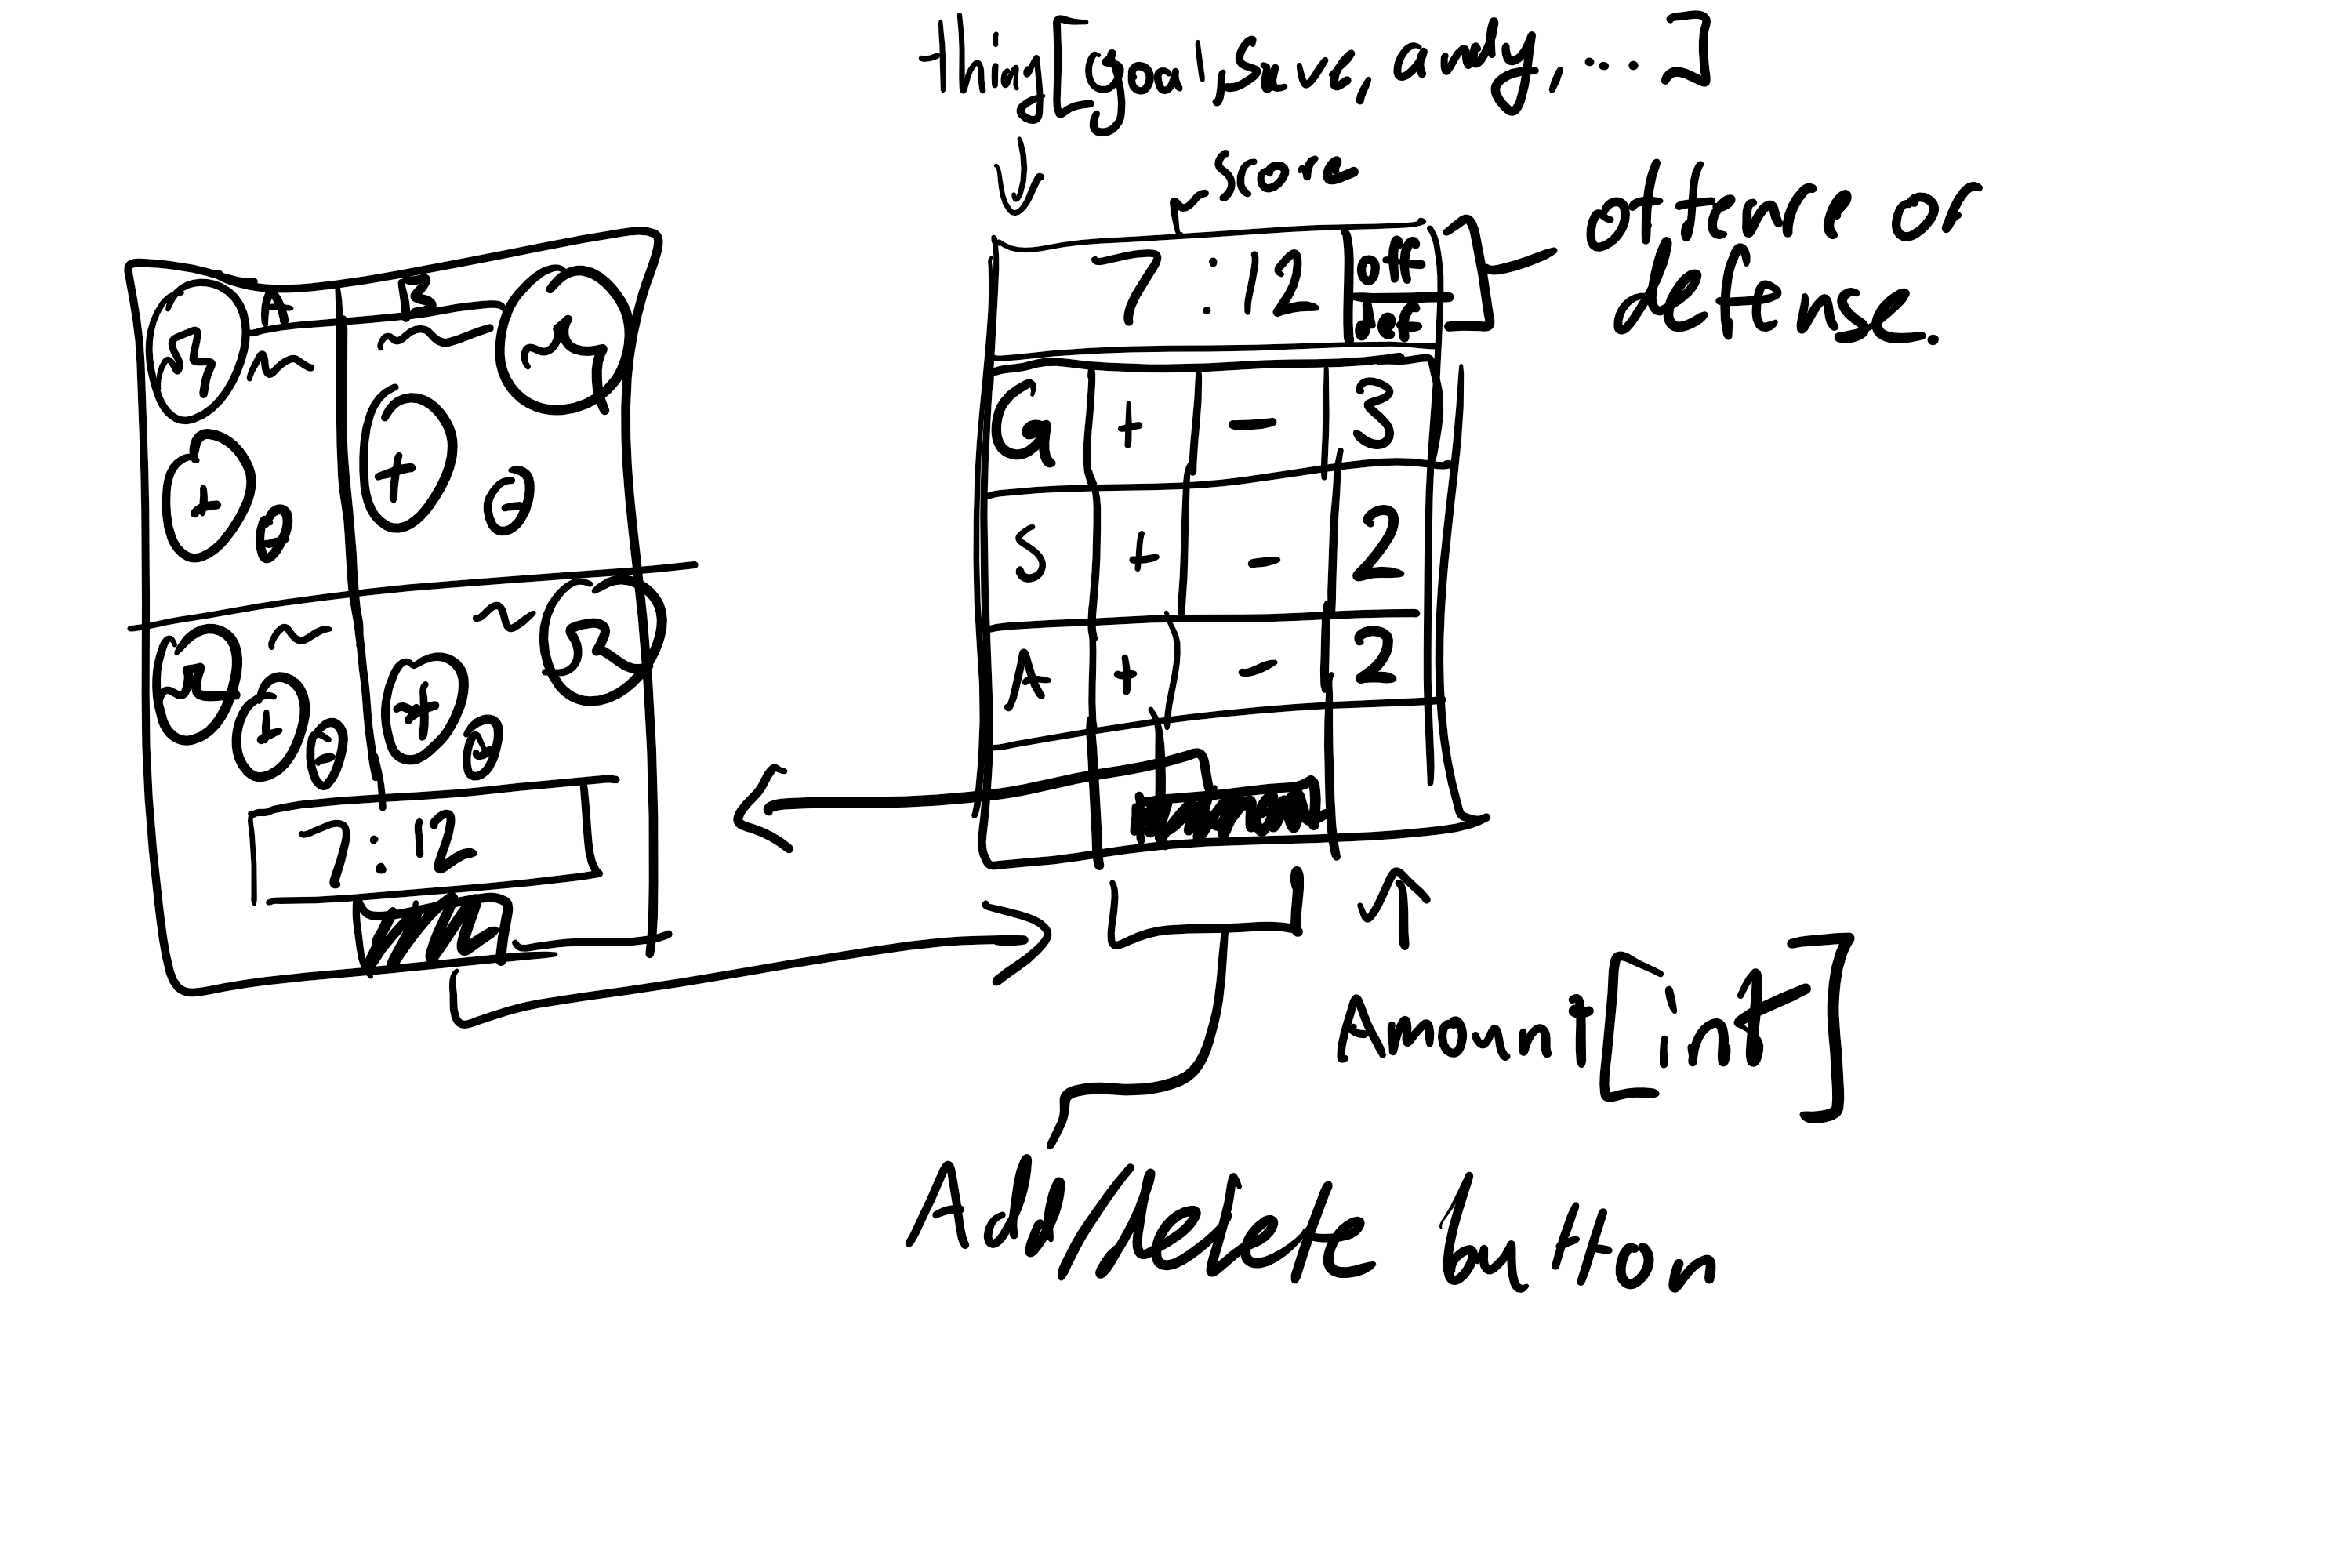 thing[goal, save, andy, ...]
score
offense or
defense.
7 : 12
off
def
G + - 3
S + - 2
A + - 2
A
B
+ -
+ -
+ -
+ -
7 : 12
Amount[int]
Add/delete button